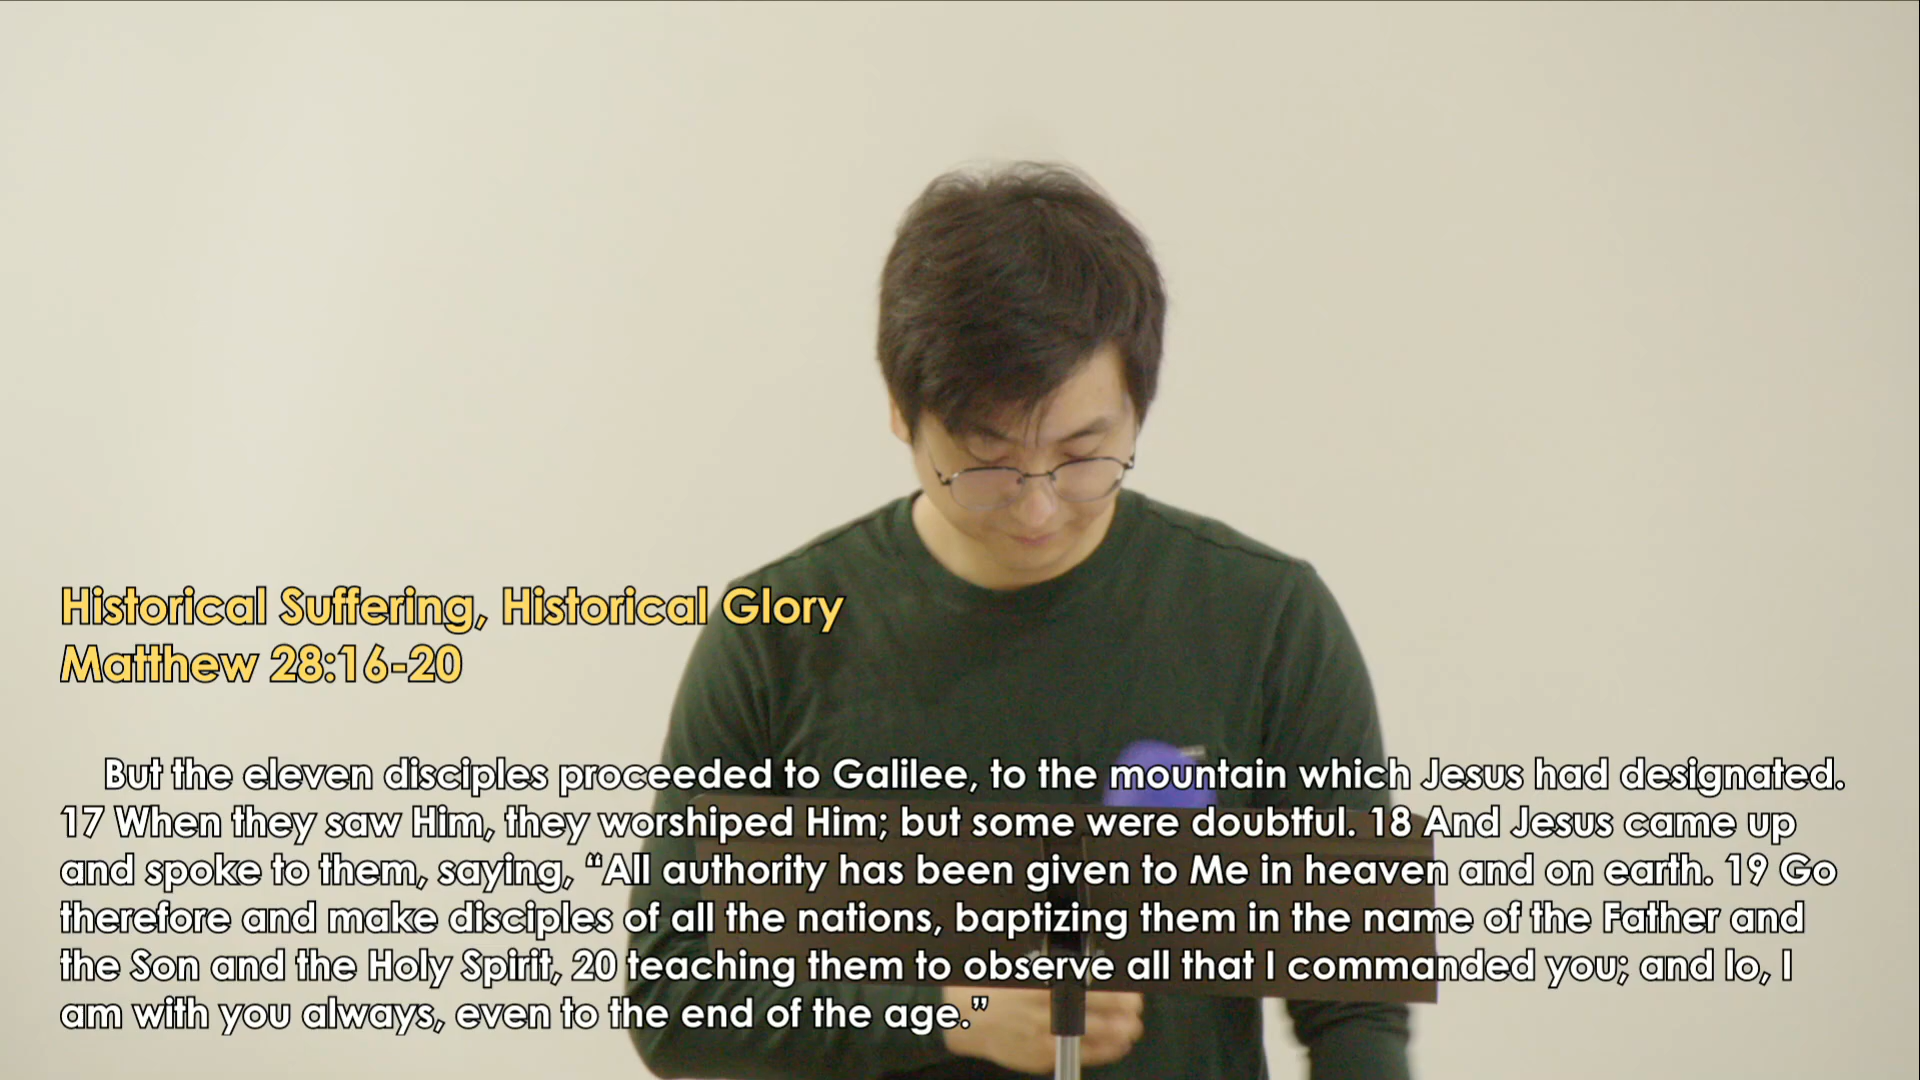 Historical Suffering, Historical Glory
Matthew 28:16-20
But the eleven disciples proceeded to Galilee, to the mountain which Jesus had designated.
17 When they saw Him, they worshiped Him; but some were doubtful. 18 And Jesus came up
and spoke to them, saying, “All authority has been given to Me in heaven and on earth. 19 Go
therefore and make disciples of all the nations, baptizing them in the name of the Father and
the Son and the Holy Spirit, 20 teaching them to observe all that I commanded you; and lo, I
am with you always, even to the end of the age.”